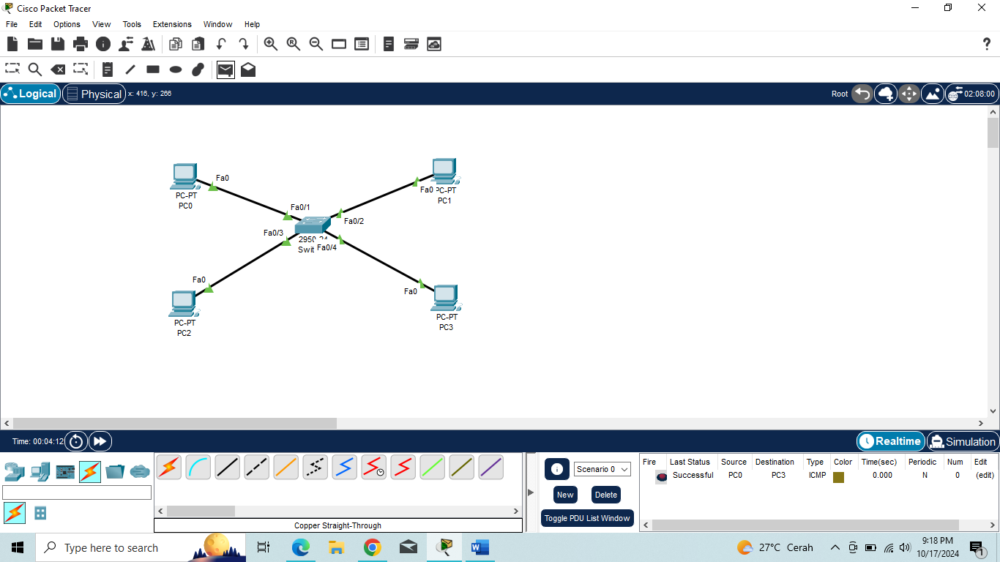 Cisco Packet Tracer
File Edit Options View Tools Extensions Window Help
Logical Physical x: 416, y: 266 Root 02:08:00
Fa0
PC-PT
PC0
Fa0/1
Fa0
PC-PT
PC1
Fa0/2
Fa0/3
2950-24
Swit
Fa0/4
Fa0
PC-PT
PC2
Fa0
PC-PT
PC3
Time: 00:04:12 Realtime Simulation
Scenario 0
New Delete
Toggle PDU List Window
Fire Last Status Source Destination Type Color Time(sec) Periodic Num Edit
Successful PC0 PC3 ICMP 0.000 N 0 (edit)
Copper Straight-Through
Type here to search
27°C Cerah
9:18 PM
10/17/2024
1